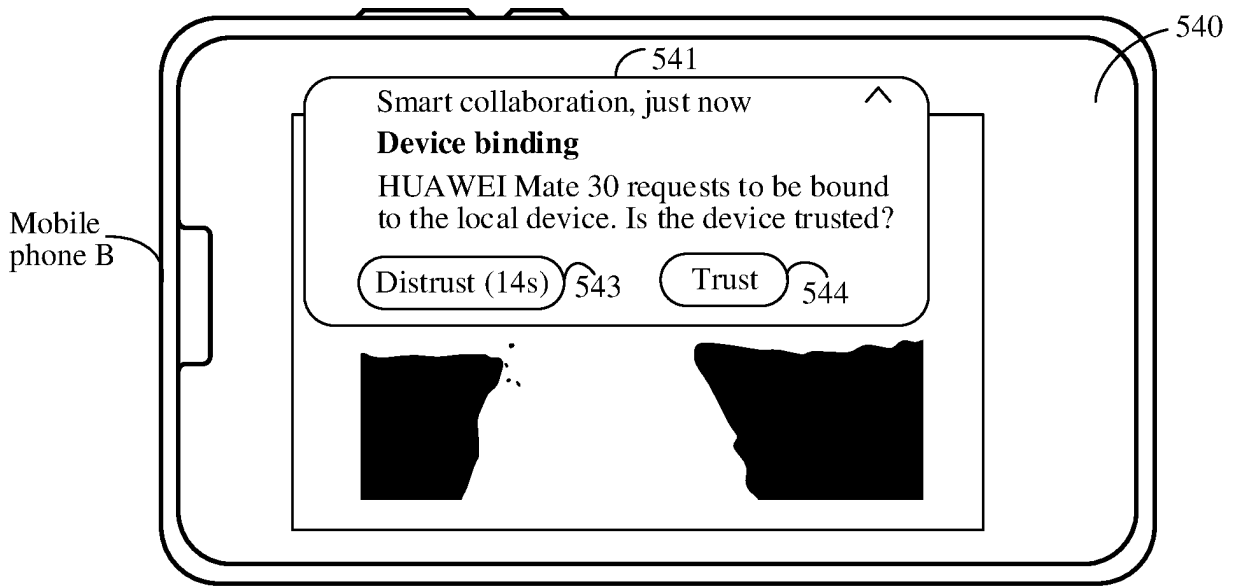 540
541
Smart collaboration, just now
Device binding
HUAWEI Mate 30 requests to be bound
to the local device. Is the device trusted?
Mobile
phone B
Distrust (14s) 543 Trust 544